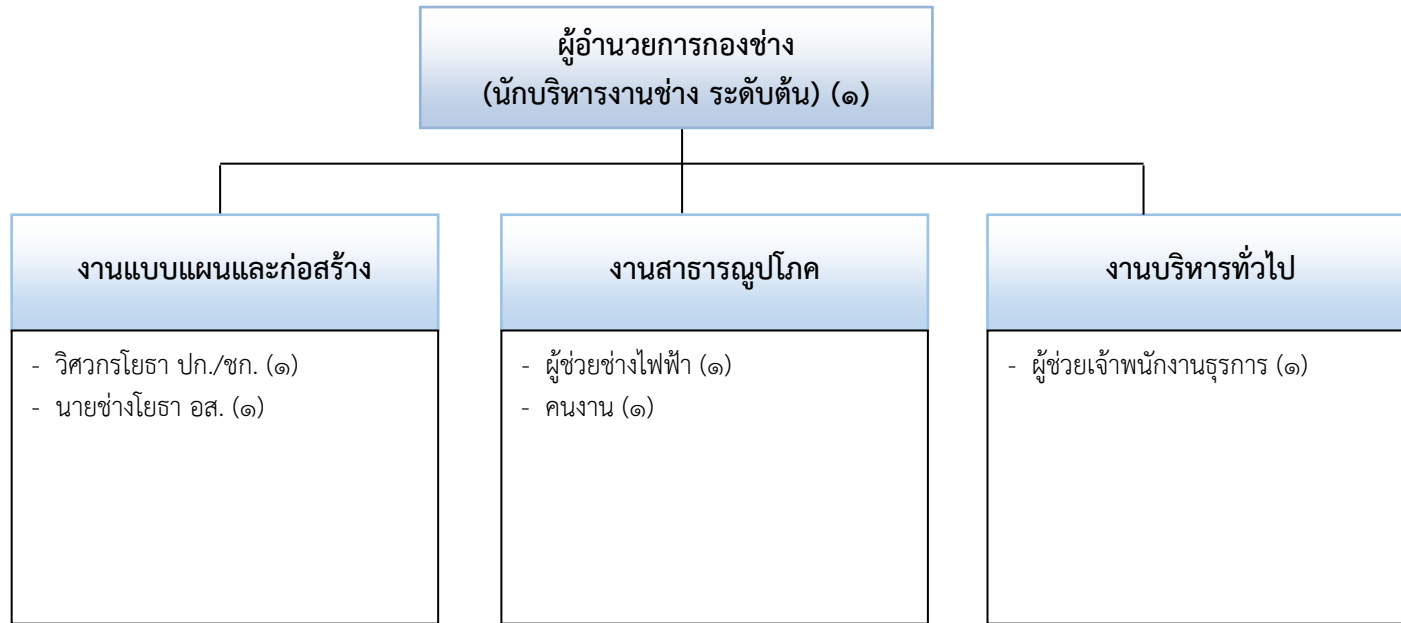 ผู้อำนวยการกองช่าง
(นักบริหารงานช่าง ระดับต้น) (๑)
งานแบบแผนและก่อสร้าง
- วิศวกรโยธา ปก./ชก. (๑)
- นายช่างโยธา อส. (๑)
งานสาธารณูปโภค
- ผู้ช่วยช่างไฟฟ้า (๑)
- คนงาน (๑)
งานบริหารทั่วไป
- ผู้ช่วยเจ้าพนักงานธุรการ (๑)